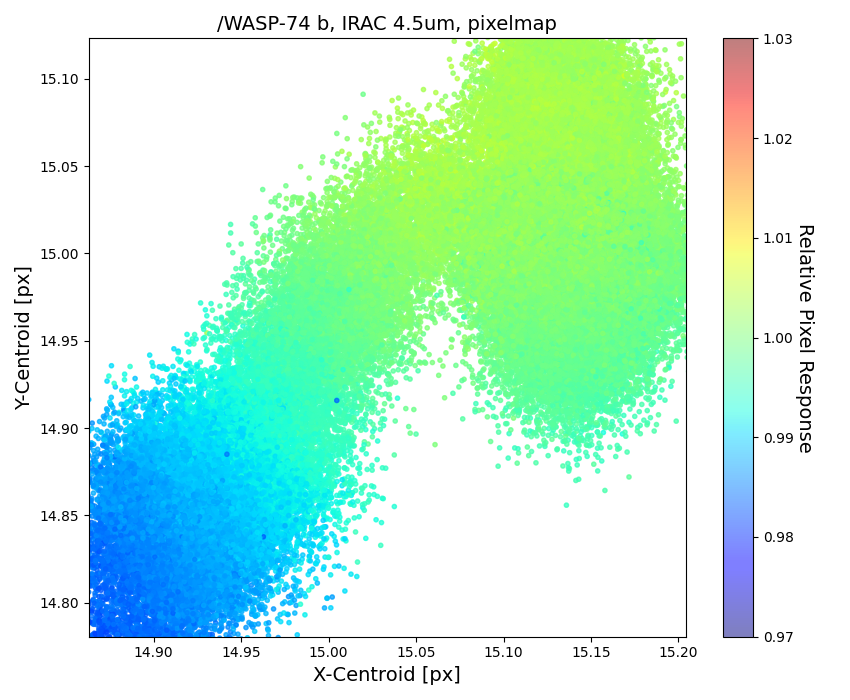 /WASP-74 b, IRAC 4.5um, pixelmap
15.10
15.05
15.00
14.95
14.90
14.85
14.80
Y-Centroid [px]
14.90 14.95 15.00 15.05 15.10 15.15 15.20
X-Centroid [px]
1.03
1.02
1.01
1.00
0.99
0.98
0.97
Relative Pixel Response